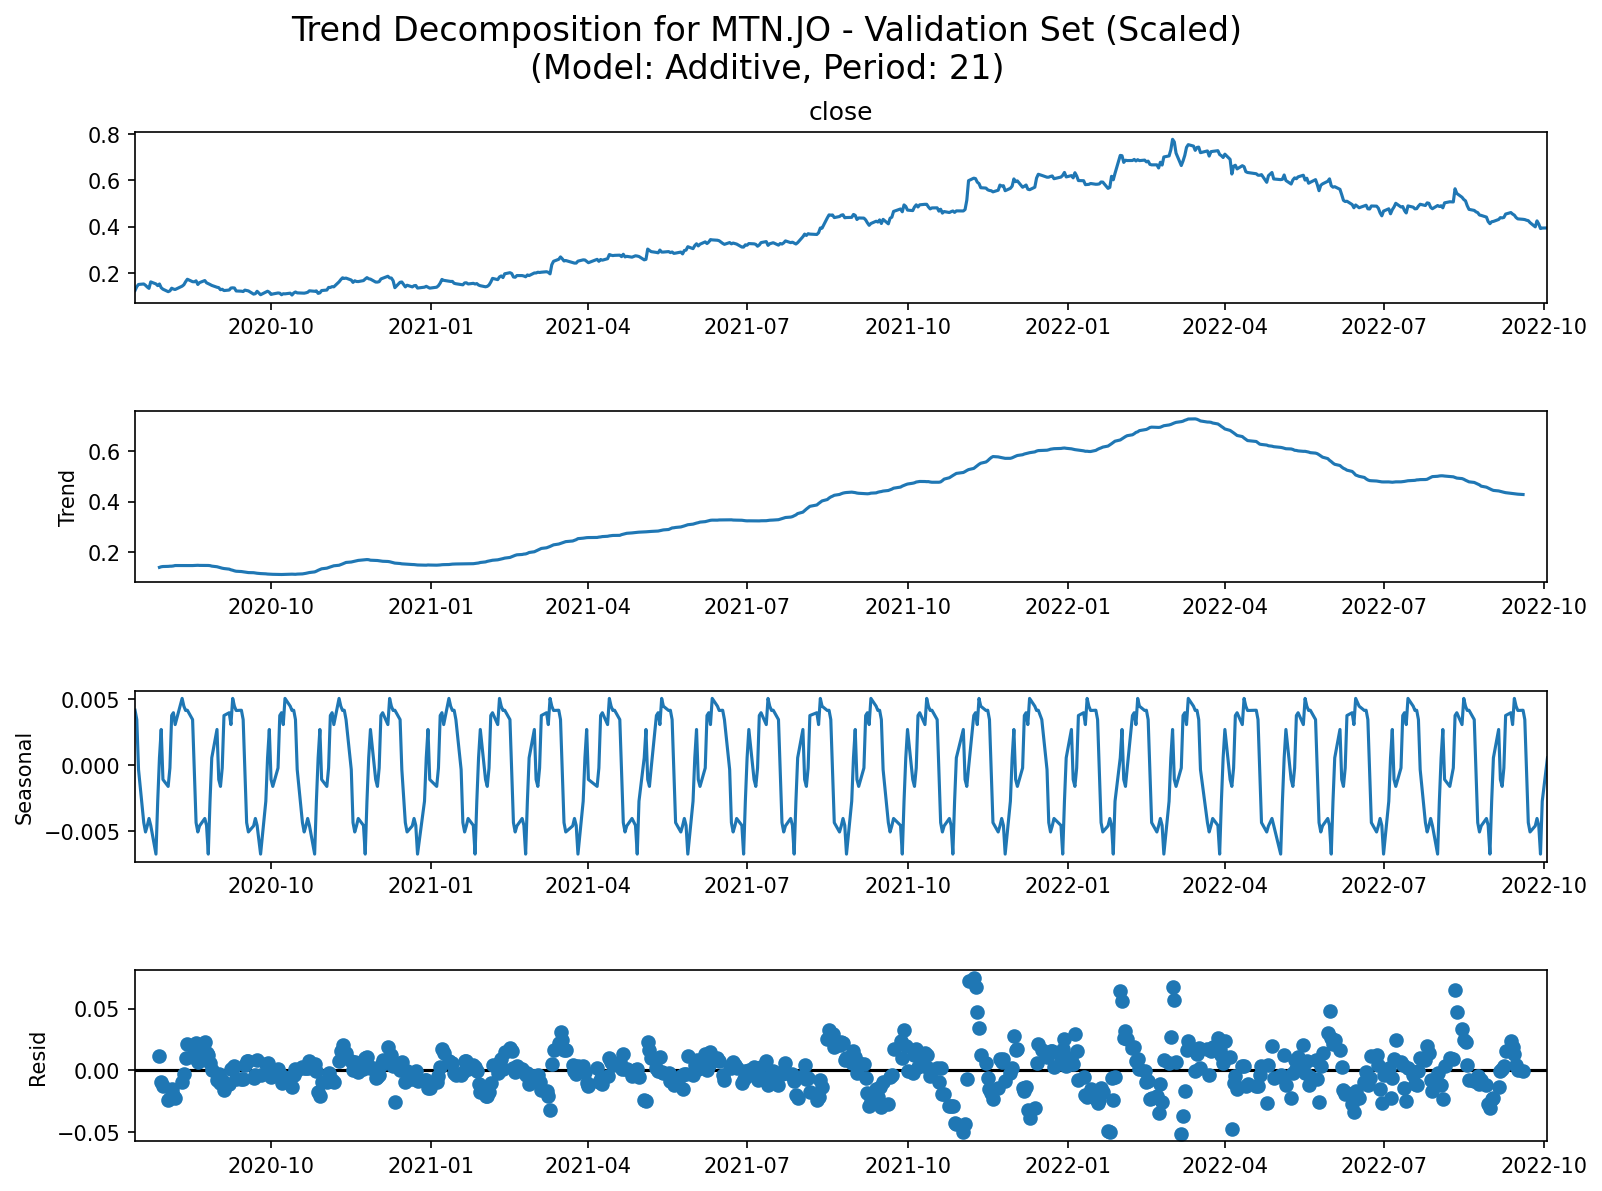 Trend Decomposition for MTN.JO - Validation Set (Scaled)
(Model: Additive, Period: 21)
close
0.8
0.6
0.4
0.2
2020-10 2021-01 2021-04 2021-07 2021-10 2022-01 2022-04 2022-07 2022-10
Trend
0.6
0.4
0.2
2020-10 2021-01 2021-04 2021-07 2021-10 2022-01 2022-04 2022-07 2022-10
Seasonal
0.005
0.000
−0.005
2020-10 2021-01 2021-04 2021-07 2021-10 2022-01 2022-04 2022-07 2022-10
Resid
0.05
0.00
−0.05
2020-10 2021-01 2021-04 2021-07 2021-10 2022-01 2022-04 2022-07 2022-10